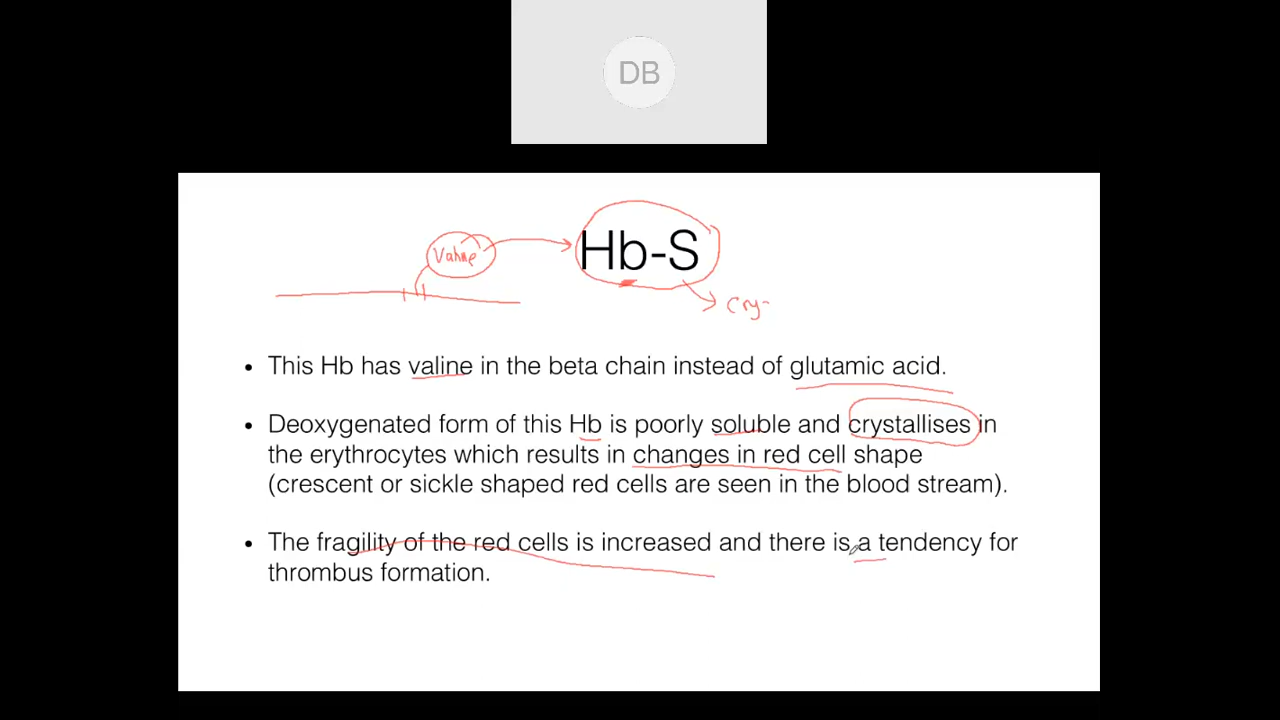 DB
Hb-S
Valine
Cry-
• This Hb has valine in the beta chain instead of glutamic acid.
• Deoxygenated form of this Hb is poorly soluble and crystallises in
the erythrocytes which results in changes in red cell shape
(crescent or sickle shaped red cells are seen in the blood stream).
• The fragility of the red cells is increased and there is a tendency for
thrombus formation.